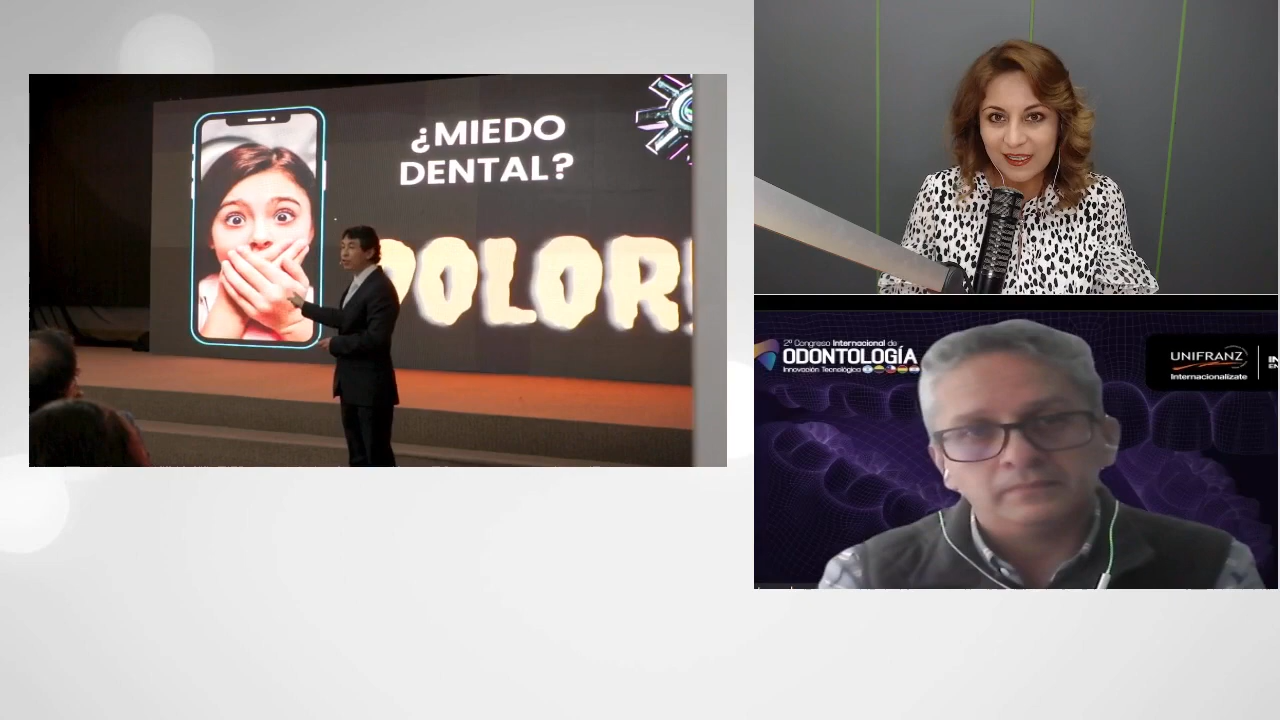 ¿MIEDO
DENTAL?
DOLOR!
2º Congreso Internacional de
ODONTOLOGÍA
Innovación Tecnológica
UNIFRANZ
Internacionalízate